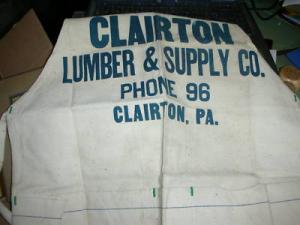 CLAIRTON
LUMBER & SUPPLY CO.
PHONE 96
CLAIRTON, PA.